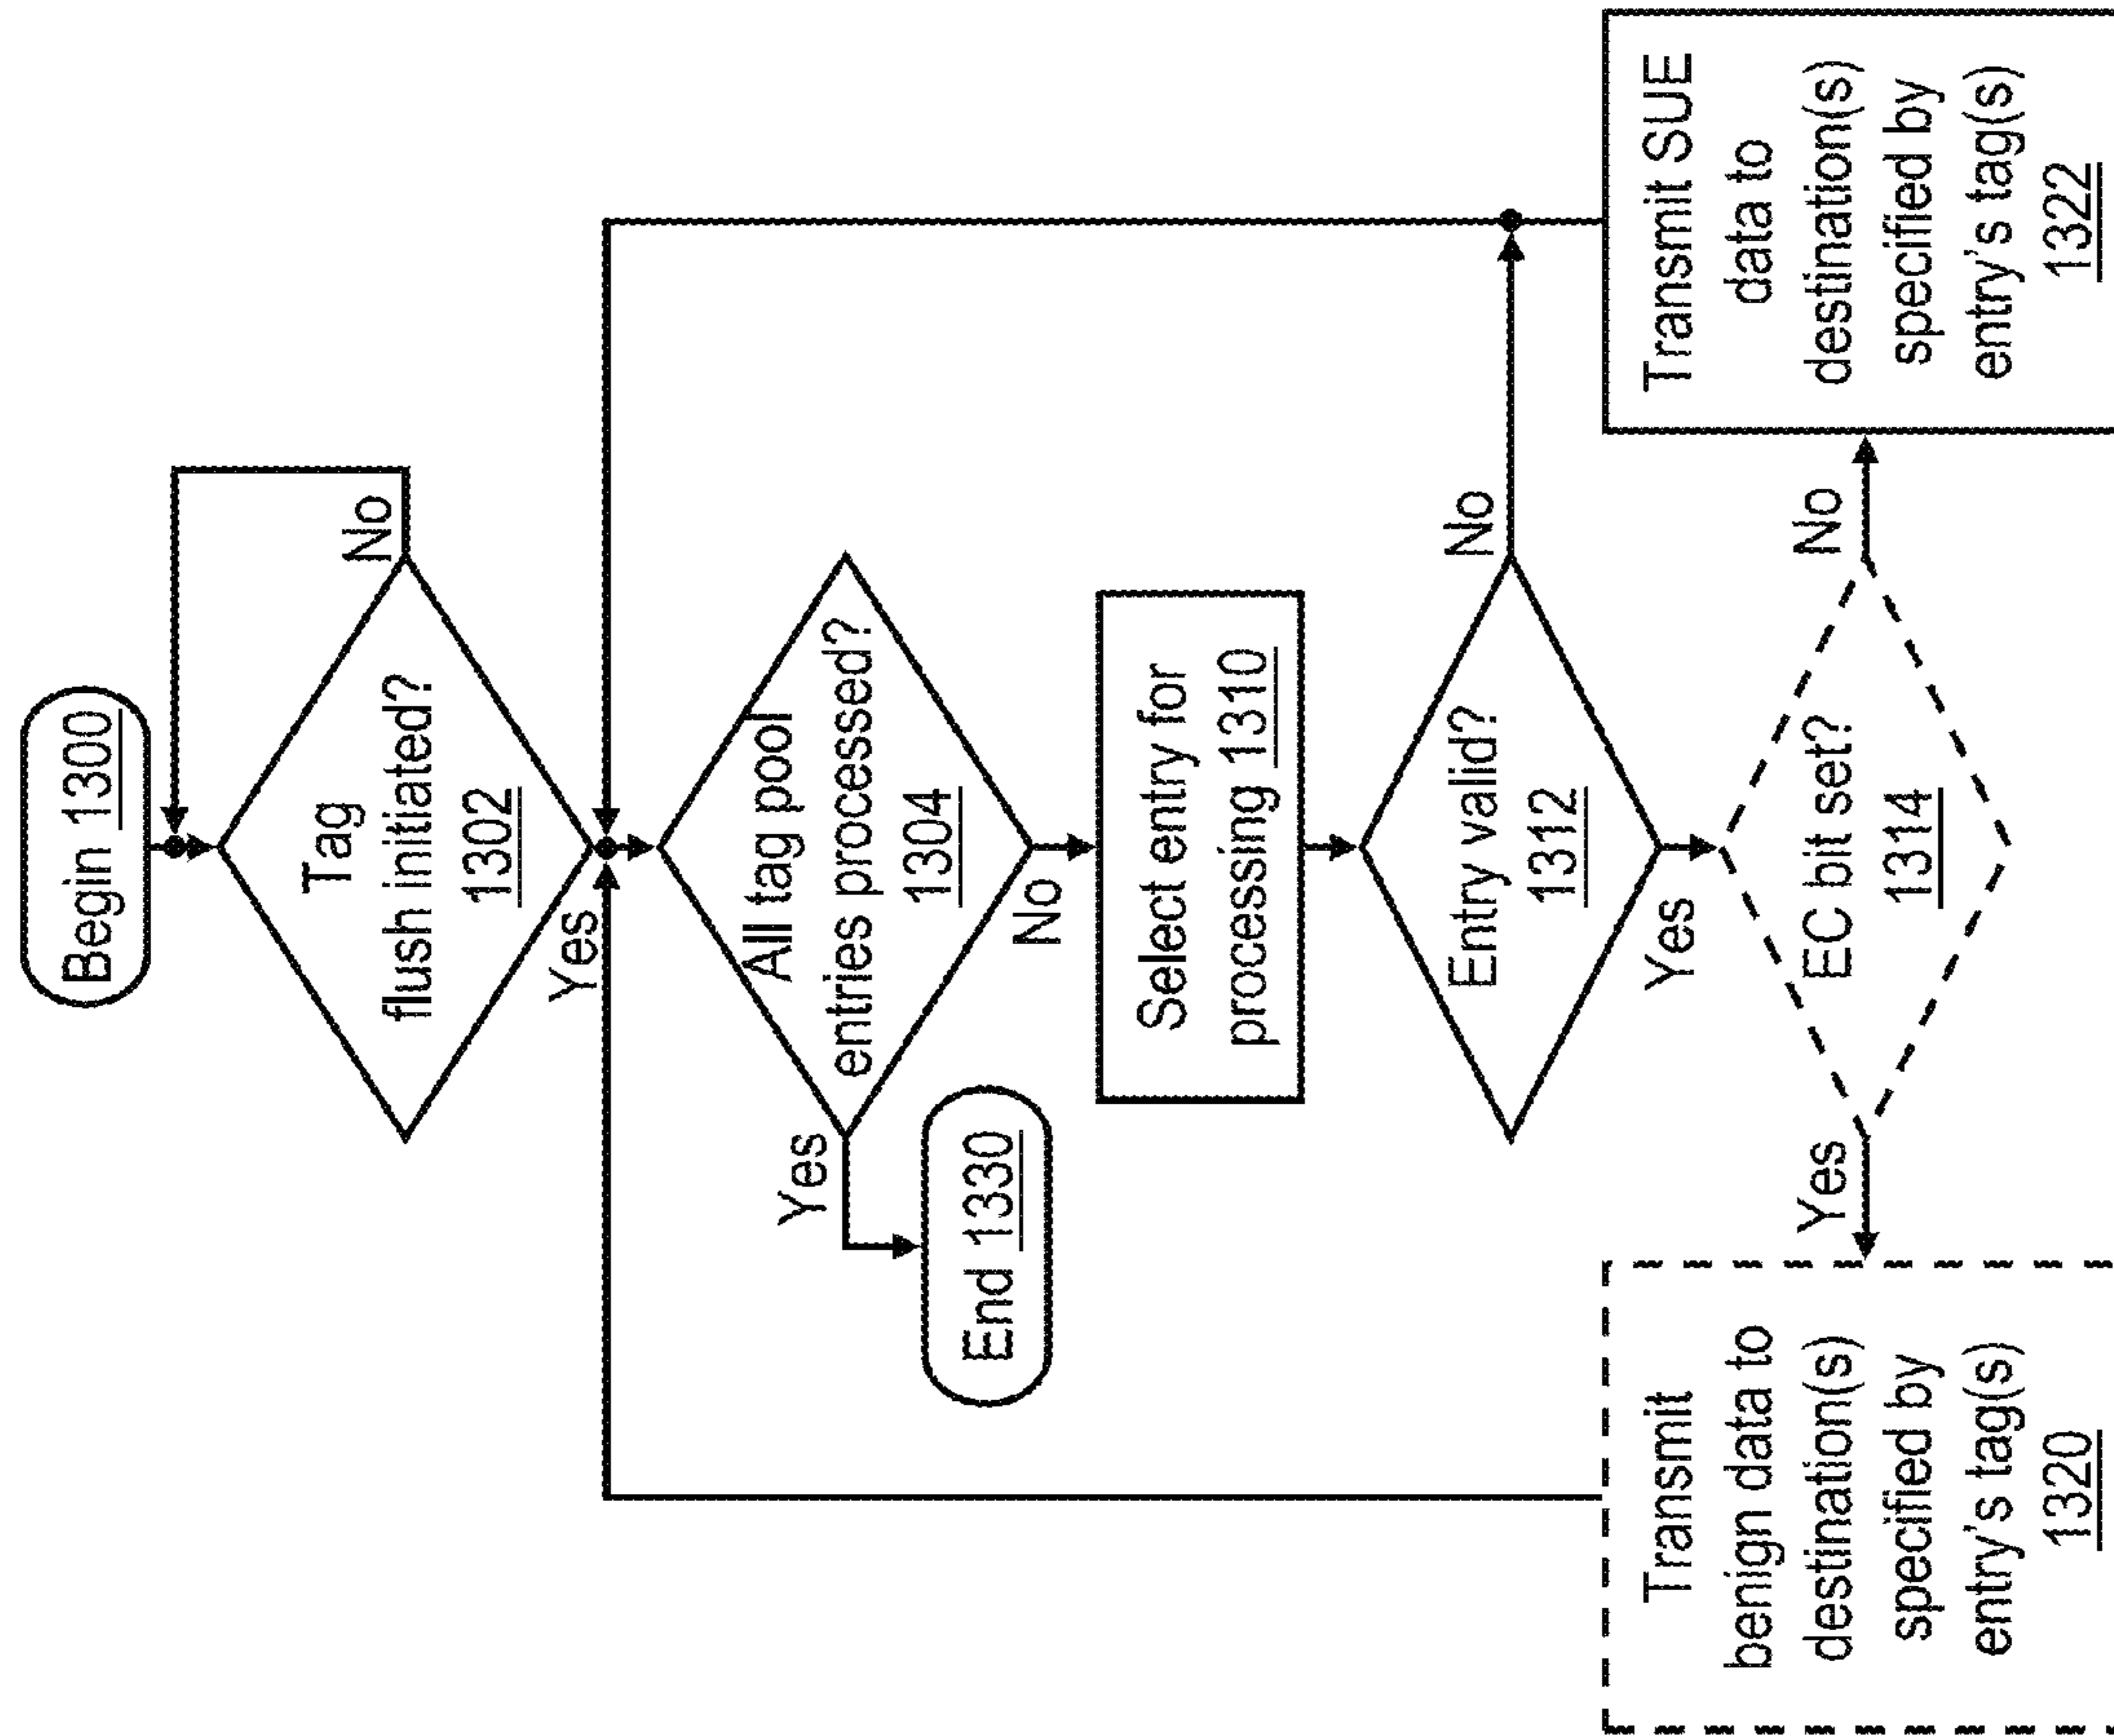 Begin 1300
Tag
flush initiated?
1302
No
Yes
All tag pool
entries processed?
1304
Yes
No
End 1330
Select entry for
processing 1310
Entry valid?
1312
No
Yes
EC bit set?
1314
Yes
No
Transmit
benign data to
destination(s)
specified by
entry's tag(s)
1320
Transmit SUE
data to
destination(s)
specified by
entry's tag(s)
1322